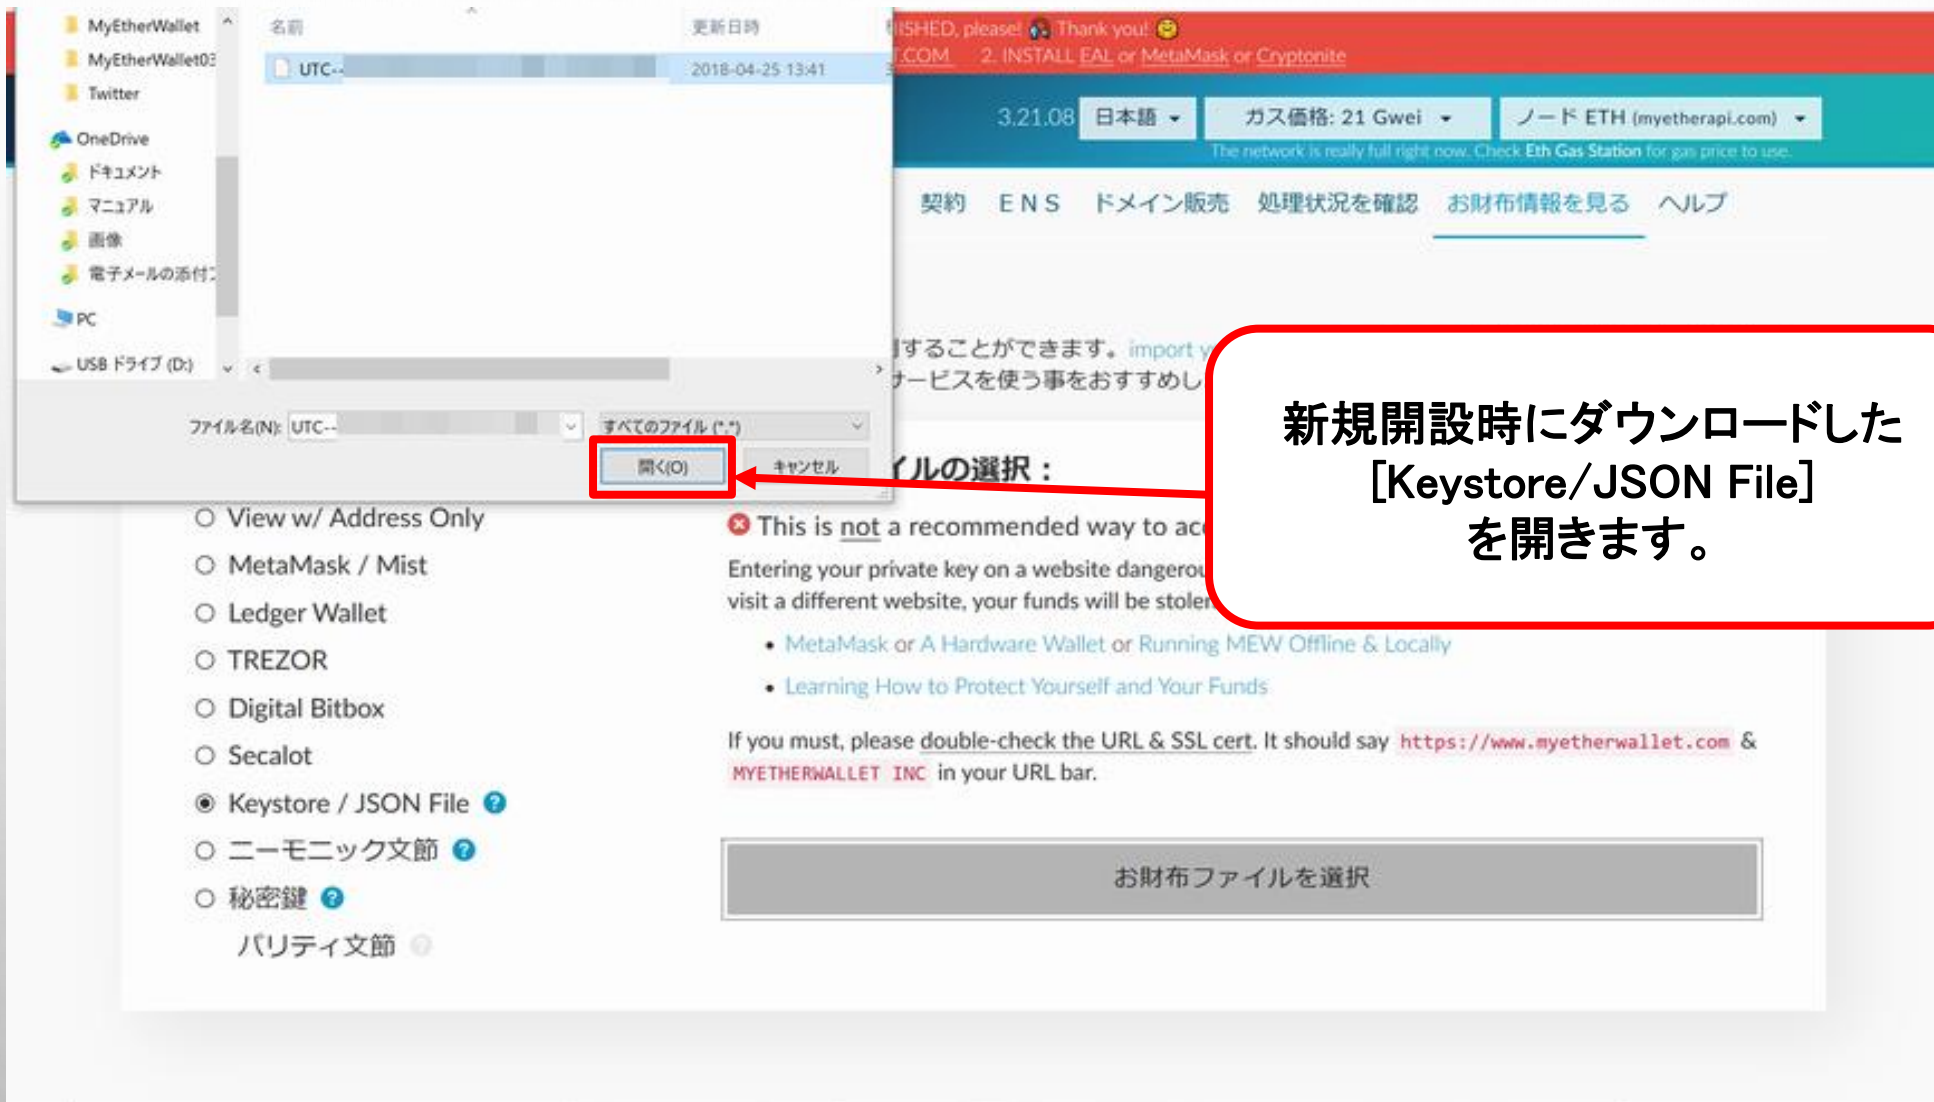 MyEtherWallet
MyEtherWallet03
Twitter
OneDrive
ドキュメント
マニュアル
画像
電子メールの添付フ
PC
USB ドライブ (D:)
名前
更新日時
UTC--
2018-04-25 13:41
ファイル名(N):
UTC--
すべてのファイル (*.*)
開く(O)
キャンセル
ISHED, please! Thank you!
.COM 2. INSTALL EAL or MetaMask or Cryptonite
3.21.08
日本語
ガス価格: 21 Gwei
ノード ETH (myetherapi.com)
The network is really full right now. Check Eth Gas Station for gas price to use.
契約 ENS ドメイン販売 処理状況を確認 お財布情報を見る ヘルプ
することができます。import y
サービスを使う事をおすすめし
新規開設時にダウンロードした
[Keystore/JSON File]
を開きます。
イルの選択：
View w/ Address Only
MetaMask / Mist
Ledger Wallet
TREZOR
Digital Bitbox
Secalot
Keystore / JSON File
ニーモニック文節
秘密鍵
パリティ文節
This is not a recommended way to acc
Entering your private key on a website dangerou
visit a different website, your funds will be stolen
MetaMask or A Hardware Wallet or Running MEW Offline & Locally
Learning How to Protect Yourself and Your Funds
If you must, please double-check the URL & SSL cert. It should say https://www.myetherwallet.com &
MYETHERWALLET INC in your URL bar.
お財布ファイルを選択